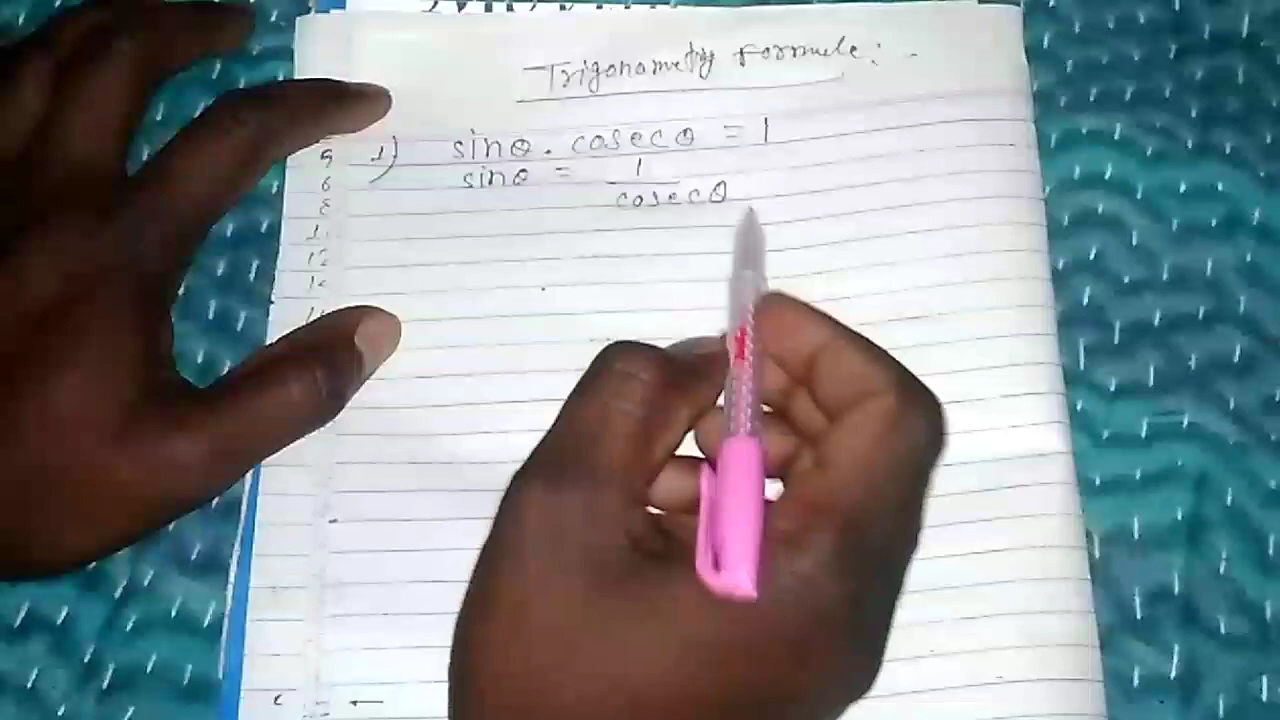 Trigonometry Formule: -
1) sinθ . cosecθ = 1
sinθ = 1
cosecθ